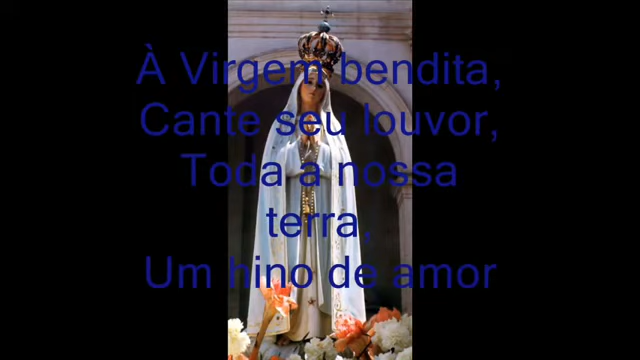 À Virgem bendita,
Cante seu louvor,
Toda a nossa
terra,
Um hino de amor